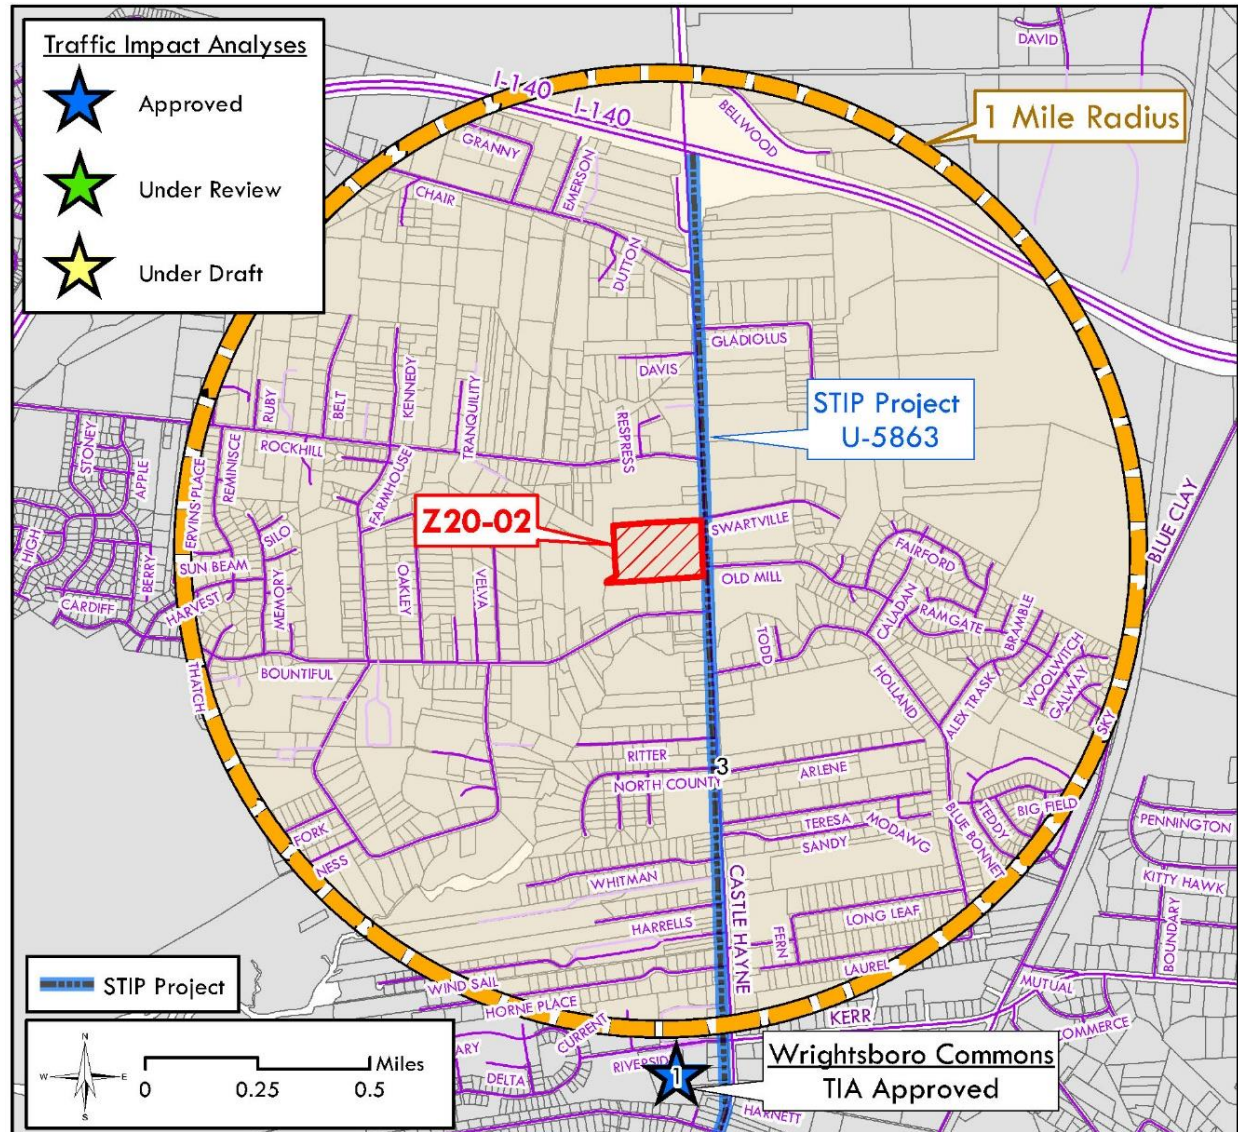 Traffic Impact Analyses
Approved
Under Review
Under Draft
DAVID
I-140
I-140
BELLWOOD
1 Mile Radius
GRANNY
EMERSON
CHAIR
DUTTON
GLADIOLUS
DAVIS
STIP Project
U-5863
RUBY
BELT
KENNEDY
TRANQUILITY
RESPRESS
ROCKHILL
STONEY
APPLE
ERVINS PLACE
REMINISCE
FARMHOUSE
Z20-02
SWARTVILLE
BLUE CLAY
HIGH
BERRY
SILO
SUN BEAM
FAIRFORD
OLD MILL
CARDIFF
HARVEST
MEMORY
OAKLEY
VELVA
CALADAN
RAMGATE
BRAMBLE
TODD
WOOLWITCH
GALWAY
THATCH
BOUNTIFUL
HOLLAND
ALEX TRASK
SKY
RITTER
3
ARLENE
NORTH COUNTY
TERESA
MODAWG
SANDY
BLUE BONNET
TEDDY
BIG FIELD
PENNINGTON
FORK
NESS
WHITMAN
CASTLE HAYNE
KITTY HAWK
HARRELLS
FERN
LONG LEAF
BOUNDARY
LAUREL
STIP Project
WIND SAIL
HORNE PLACE
MUTUAL
KERR
CURRENT
OMMERCE
ARY
DELTA
RIVERSID
1
Wrightsboro Commons
TIA Approved
HARNETT
N
W
E
S
Miles
0
0.25
0.5